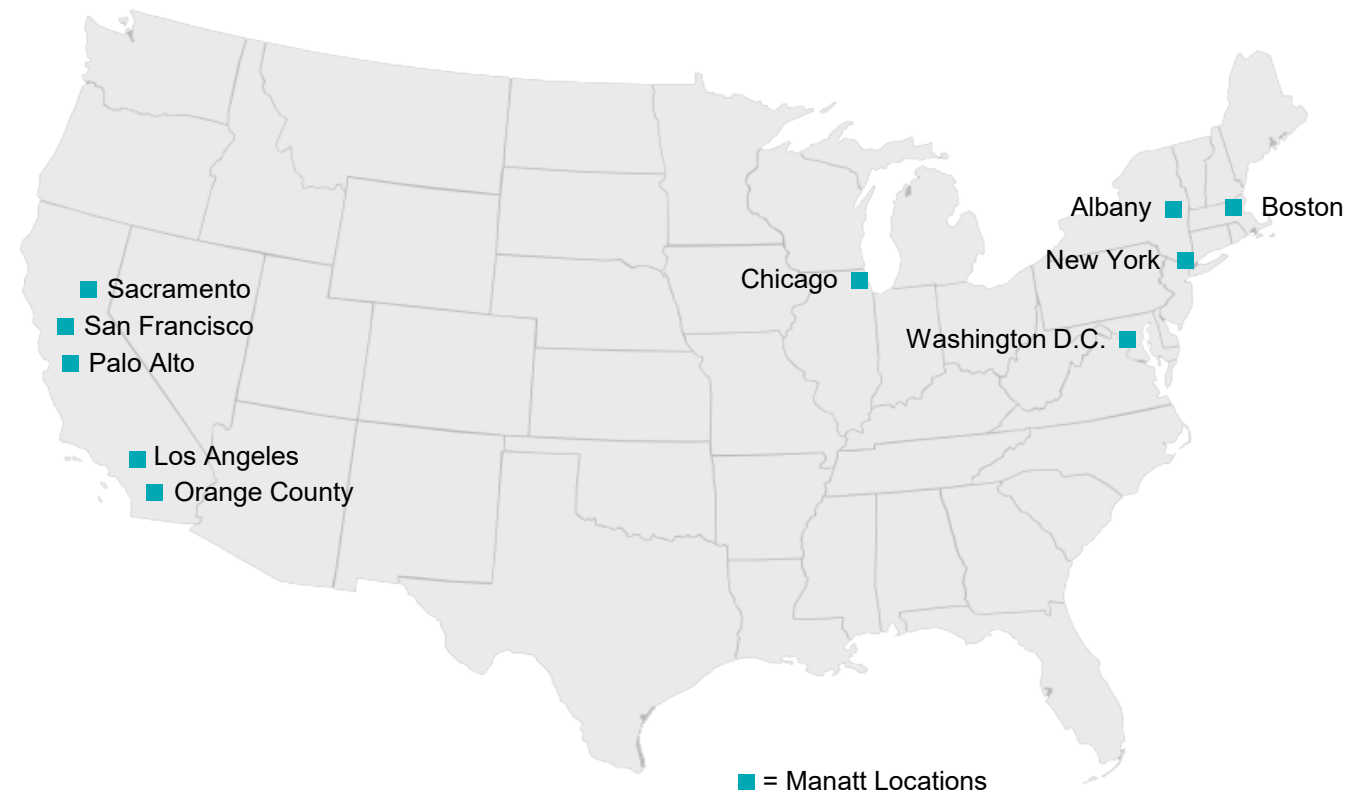 Albany
Boston
New York
Chicago
Sacramento
San Francisco
Washington D.C.
Palo Alto
Los Angeles
Orange County
= Manatt Locations